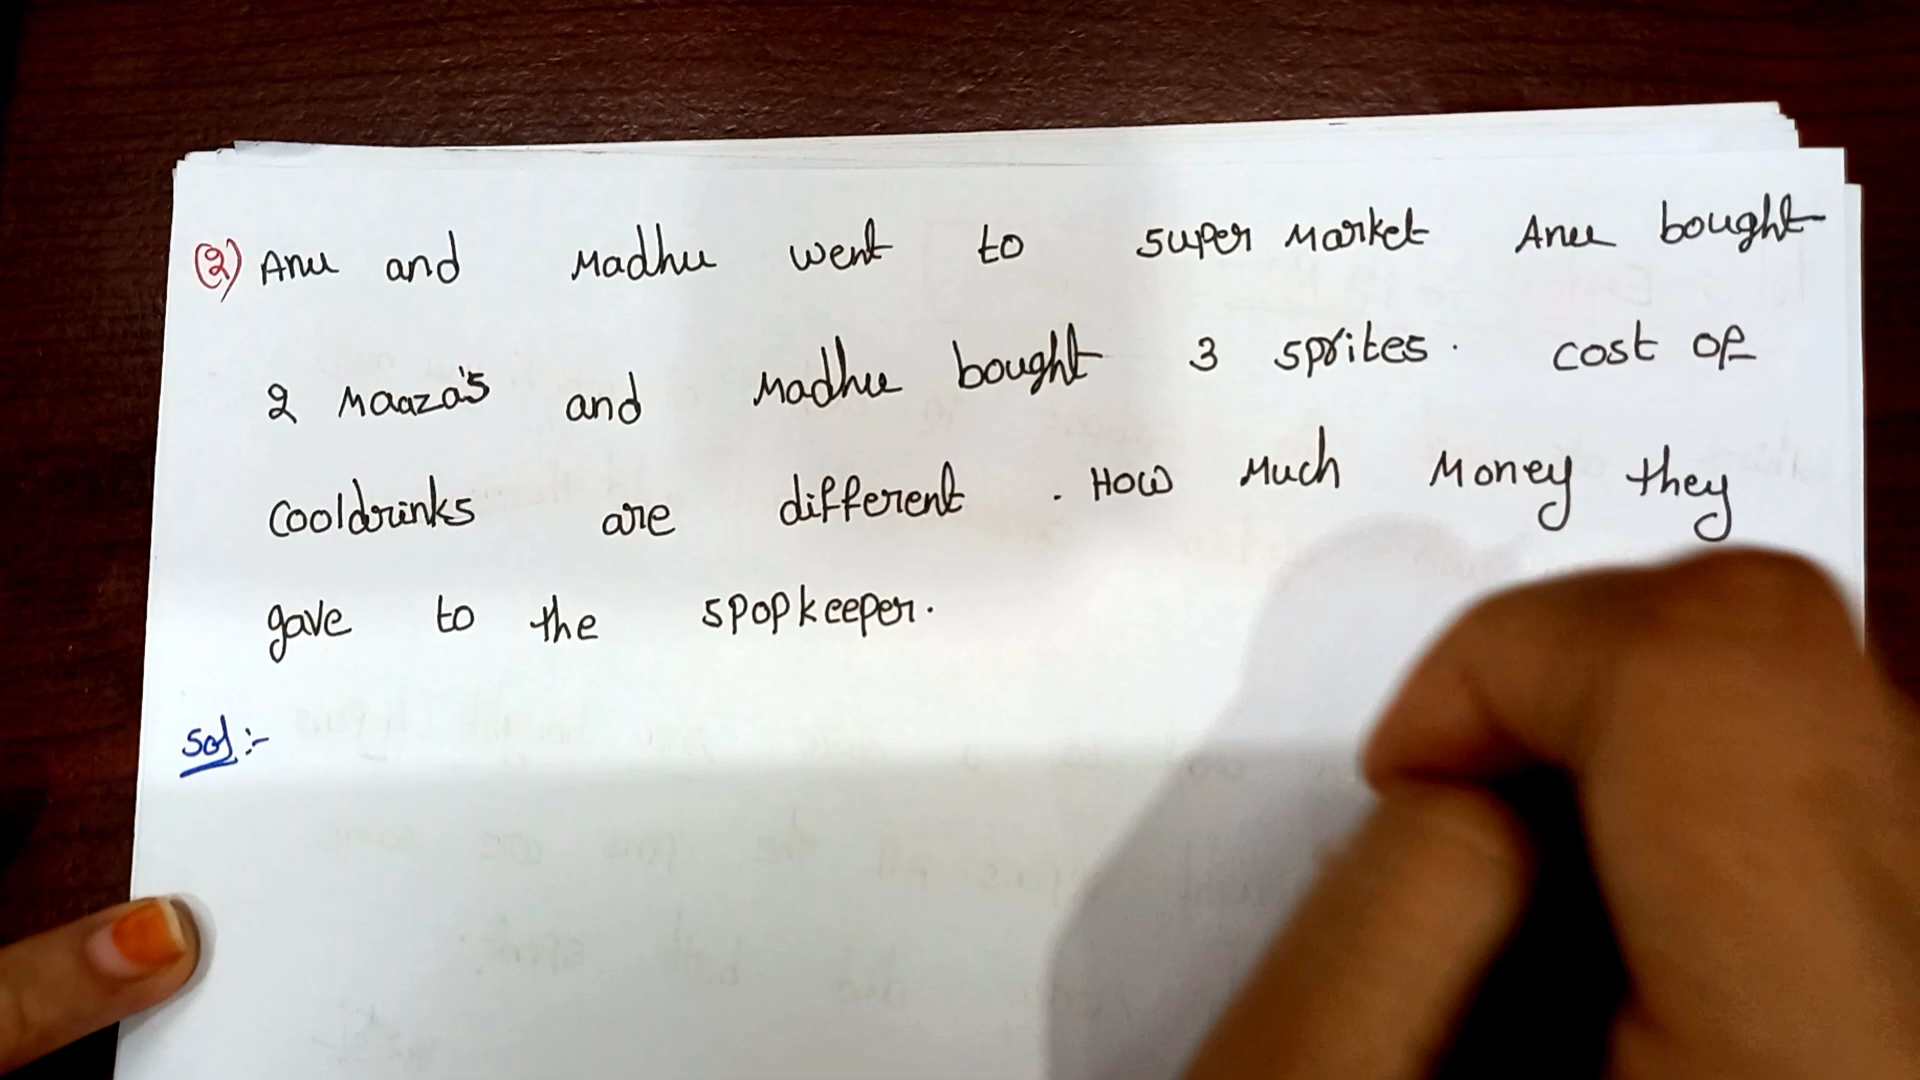 (2) Anu and Madhu went to super market Anu bought
2 Maaza's and Madhu bought 3 sprites. cost of
cooldrinks are different. How Much Money they
gave to the spopkeeper.
Sol:-